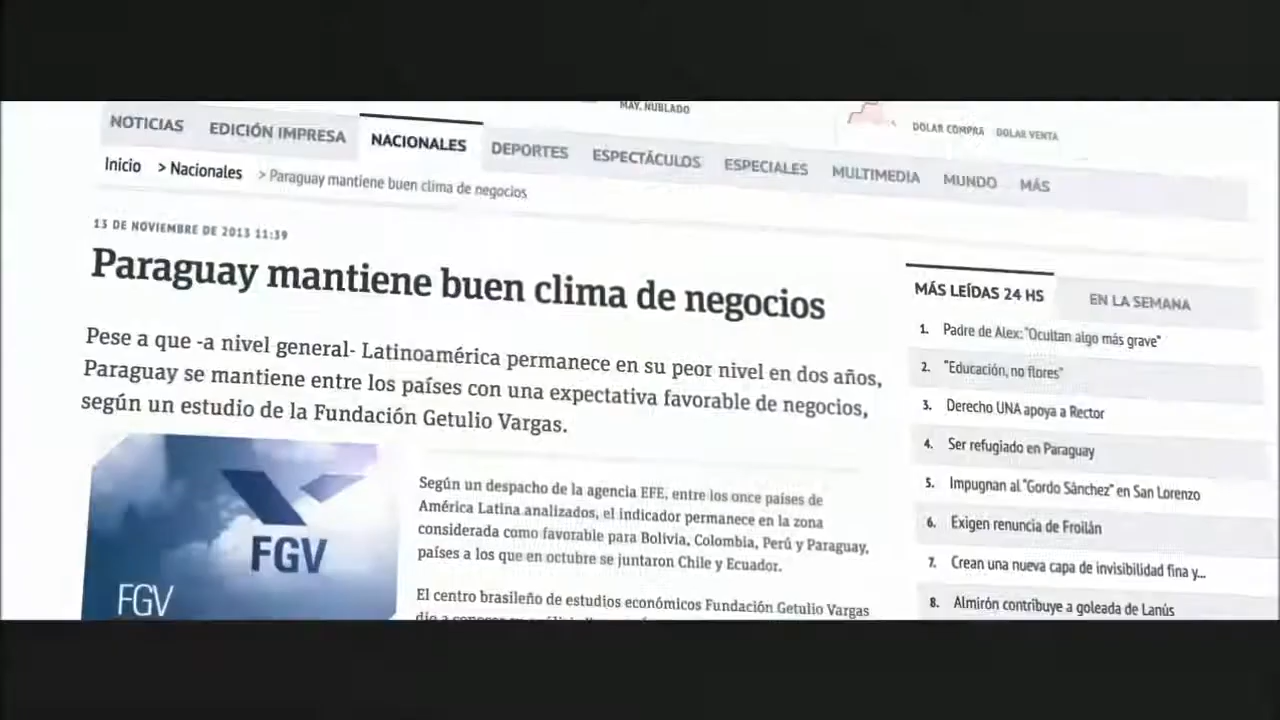 MAY. NUBLADO
DOLAR COMPRA DOLAR VENTA
NOTICIAS EDICIÓN IMPRESA NACIONALES DEPORTES ESPECTÁCULOS ESPECIALES MULTIMEDIA MUNDO MÁS
Inicio > Nacionales > Paraguay mantiene buen clima de negocios
13 DE NOVIEMBRE DE 2013 11:39
Paraguay mantiene buen clima de negocios
Pese a que -a nivel general- Latinoamérica permanece en su peor nivel en dos años,
Paraguay se mantiene entre los países con una expectativa favorable de negocios,
según un estudio de la Fundación Getulio Vargas.
FGV
FGV
Según un despacho de la agencia EFE, entre los once países de
América Latina analizados, el indicador permanece en la zona
considerada como favorable para Bolivia, Colombia, Perú y Paraguay,
países a los que en octubre se juntaron Chile y Ecuador.
El centro brasileño de estudios económicos Fundación Getulio Vargas
MÁS LEÍDAS 24 HS EN LA SEMANA
1. Padre de Alex: "Ocultan algo más grave"
2. "Educación, no flores"
3. Derecho UNA apoya a Rector
4. Ser refugiado en Paraguay
5. Impugnan al "Gordo Sánchez" en San Lorenzo
6. Exigen renuncia de Froilán
7. Crean una nueva capa de invisibilidad fina y...
8. Almirón contribuye a goleada de Lanús